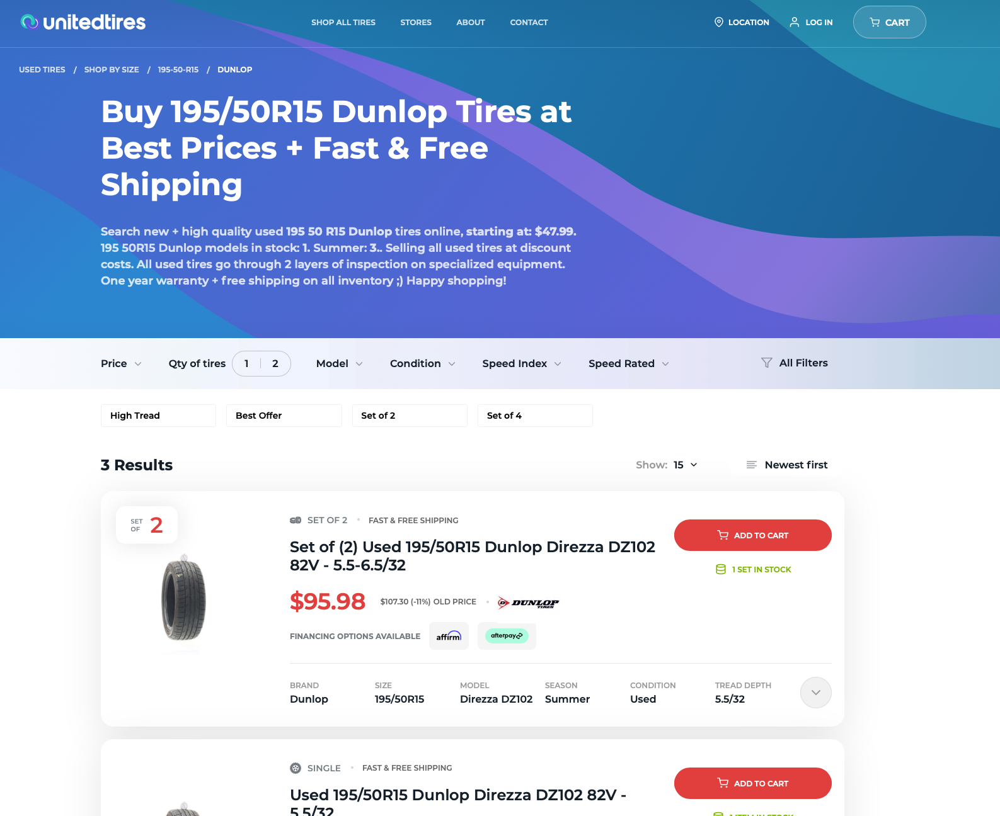 unitedtires
SHOP ALL TIRES STORES ABOUT CONTACT
LOCATION LOG IN CART
USED TIRES / SHOP BY SIZE / 195-50-R15 / DUNLOP
Buy 195/50R15 Dunlop Tires at
Best Prices + Fast & Free
Shipping
Search new + high quality used 195 50 R15 Dunlop tires online, starting at: $47.99.
195 50R15 Dunlop models in stock: 1. Summer: 3.. Selling all used tires at discount
costs. All used tires go through 2 layers of inspection on specialized equipment.
One year warranty + free shipping on all inventory ;) Happy shopping!
Price Qty of tires 1 2 Model Condition Speed Index Speed Rated All Filters
High Tread Best Offer Set of 2 Set of 4
3 Results Show: 15 Newest first
SET OF 2
SET OF 2 • FAST & FREE SHIPPING
Set of (2) Used 195/50R15 Dunlop Direzza DZ102
82V - 5.5-6.5/32
ADD TO CART
1 SET IN STOCK
$95.98 $107.30 (-11%) OLD PRICE • DUNLOP TIRES
FINANCING OPTIONS AVAILABLE affirm afterpay
BRAND SIZE MODEL SEASON CONDITION TREAD DEPTH
Dunlop 195/50R15 Direzza DZ102 Summer Used 5.5/32
SINGLE • FAST & FREE SHIPPING
Used 195/50R15 Dunlop Direzza DZ102 82V -
5.5/32
ADD TO CART
1 ITEM IN STOCK